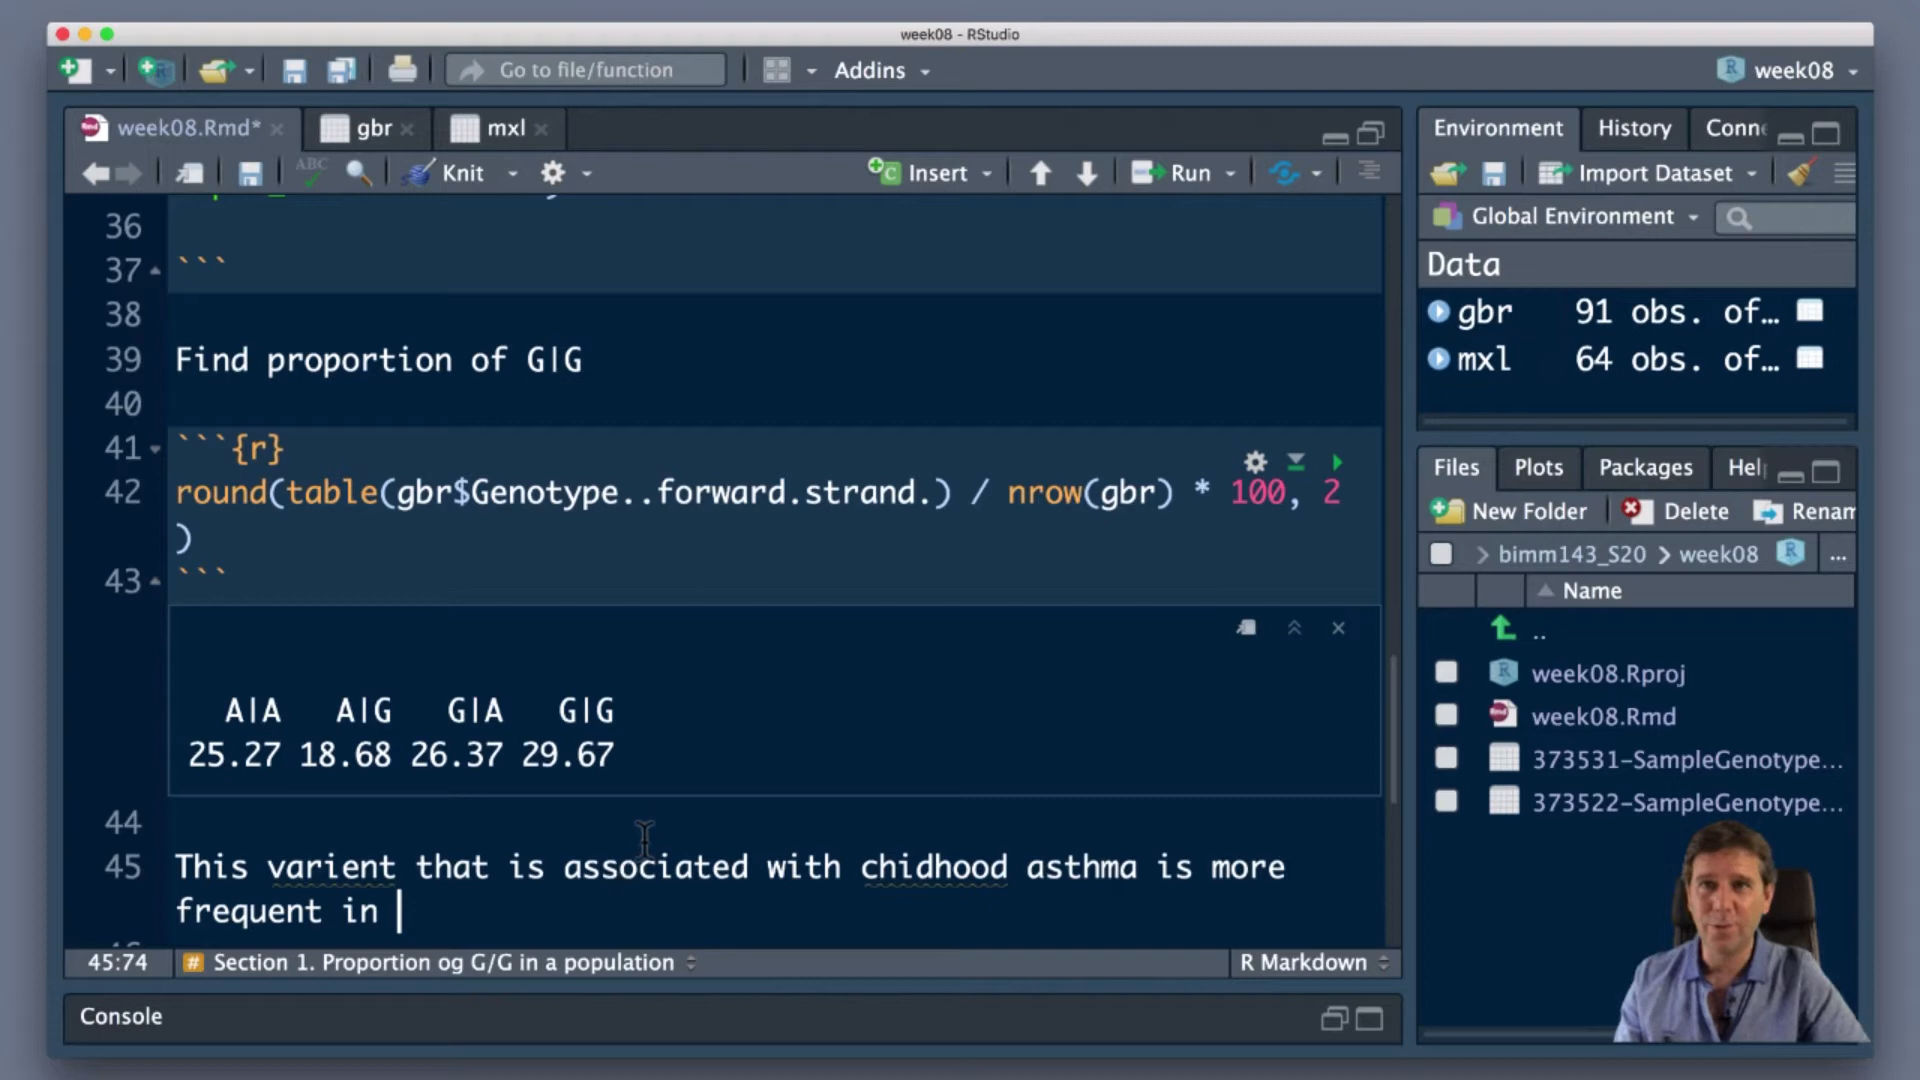 week08 - RStudio
Go to file/function
Addins
week08
week08.Rmd*
gbr
mxl
ABC
Knit
Insert
Run
36
37 ```
38
39 Find proportion of G|G
40
41 ```{r}
42 round(table(gbr$Genotype..forward.strand.) / nrow(gbr) * 100, 2
)
43 ```
A|A A|G G|A G|G
25.27 18.68 26.37 29.67
44
45 This varient that is associated with chidhood asthma is more
frequent in
45:74
# Section 1. Proportion og G/G in a population
R Markdown
Console
Environment
History
Conne
Import Dataset
Global Environment
Data
gbr 91 obs. of…
mxl 64 obs. of…
Files
Plots
Packages
Hel
New Folder
Delete
Renam
bimm143_S20
week08
...
Name
..
week08.Rproj
week08.Rmd
373531-SampleGenotype...
373522-SampleGenotype...